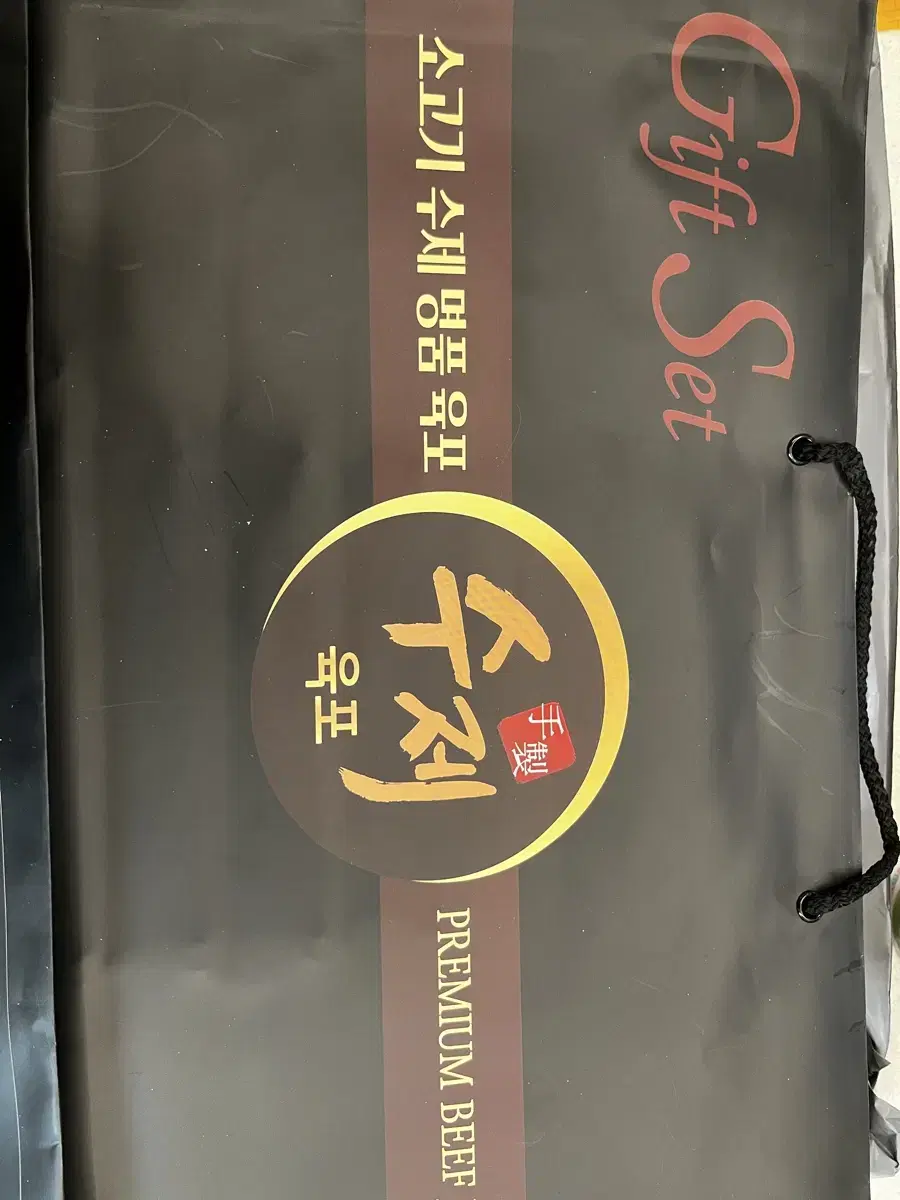 Gift Set
소고기 수제 명품 육포
手製
수제
육포
PREMIUM BEEF